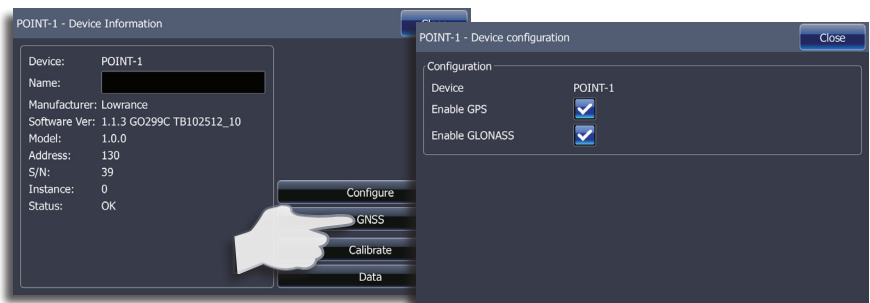 POINT-1 - Device Information
Device: POINT-1
Name:
Manufacturer: Lowrance
Software Ver: 1.1.3 GO299C TB102512_10
Model: 1.0.0
Address: 130
S/N: 39
Instance: 0
Status: OK
Configure
GNSS
Calibrate
Data
POINT-1 - Device configuration
Close
Configuration
Device POINT-1
Enable GPS
Enable GLONASS